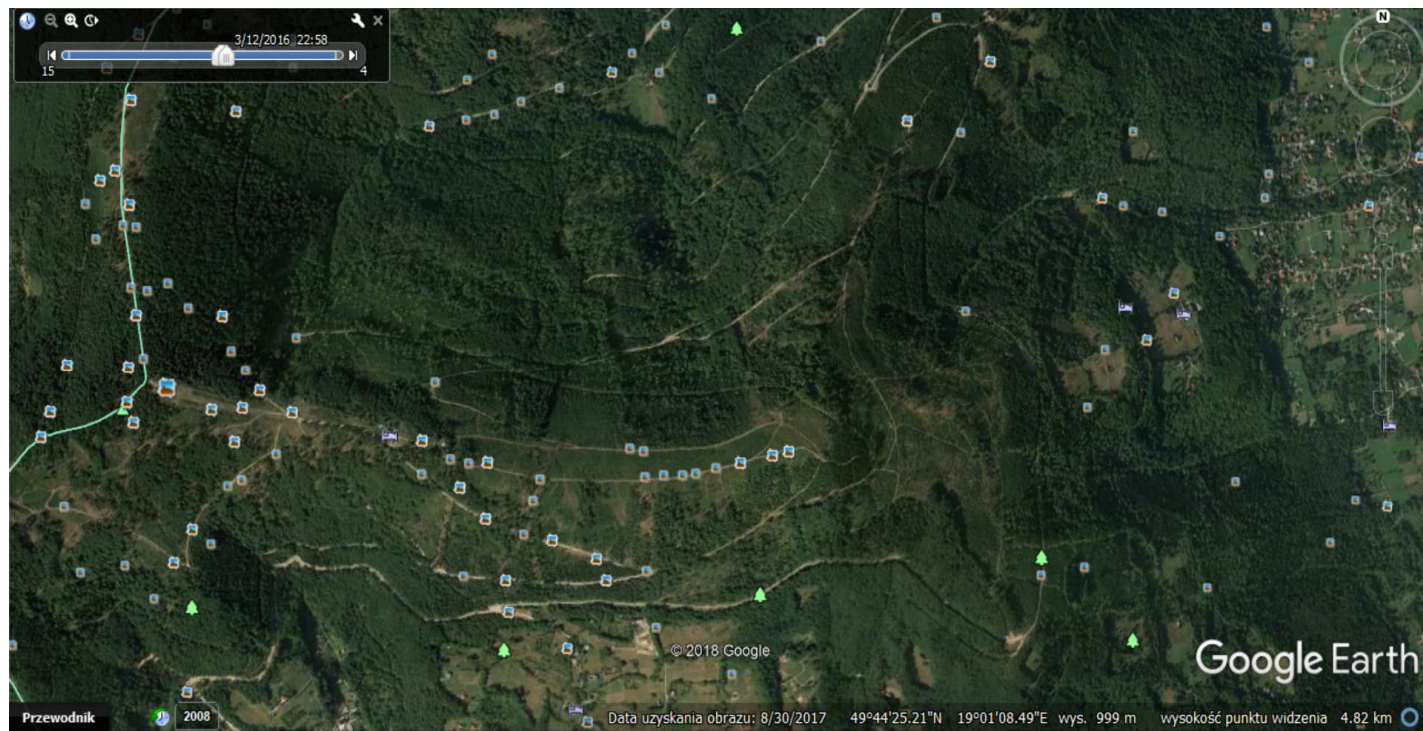 N
3/12/2016 22:58
15
4
© 2018 Google
Google Earth
Przewodnik
2008
Data uzyskania obrazu: 8/30/2017 49°44'25.21"N 19°01'08.49"E wys. 999 m wysokość punktu widzenia 4.82 km